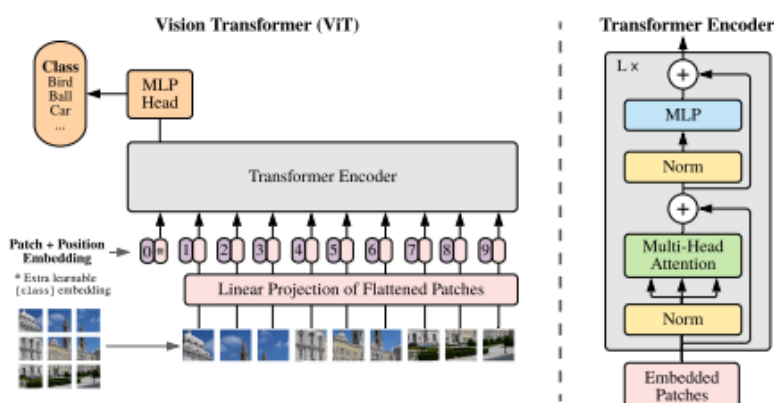 Vision Transformer (ViT)
Class
Bird
Ball
Car
...
MLP
Head
Transformer Encoder
Patch + Position
Embedding
0 * 1 2 3 4 5 6 7 8 9
* Extra learnable
[class] embedding
Linear Projection of Flattened Patches
Transformer Encoder
L ×
+
MLP
Norm
+
Multi-Head
Attention
Norm
Embedded
Patches